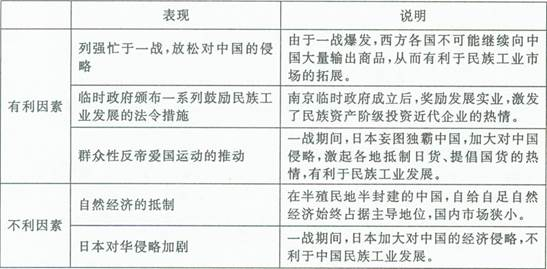 表现
说明
有利因素
列强忙于一战,放松对中国的侵
略
由于一战爆发,西方各国不可能继续向中
国大量输出商品,从而有利于民族工业市
场的拓展。
临时政府颁布一系列鼓励民族工
业发展的法令措施
南京临时政府成立后,奖励发展实业,激发
了民族资产阶级投资近代企业的热情。
群众性反帝爱国运动的推动
一战期间,日本妄图独霸中国,加大对中国
侵略,激起各地抵制日货、提倡国货的热
情,有利于民族工业发展。
不利因素
自然经济的抵制
在半殖民地半封建的中国,自给自足自然
经济始终占据主导地位,国内市场狭小。
日本对华侵略加剧
一战期间,日本加大对中国的经济侵略,不
利于中国民族工业发展。